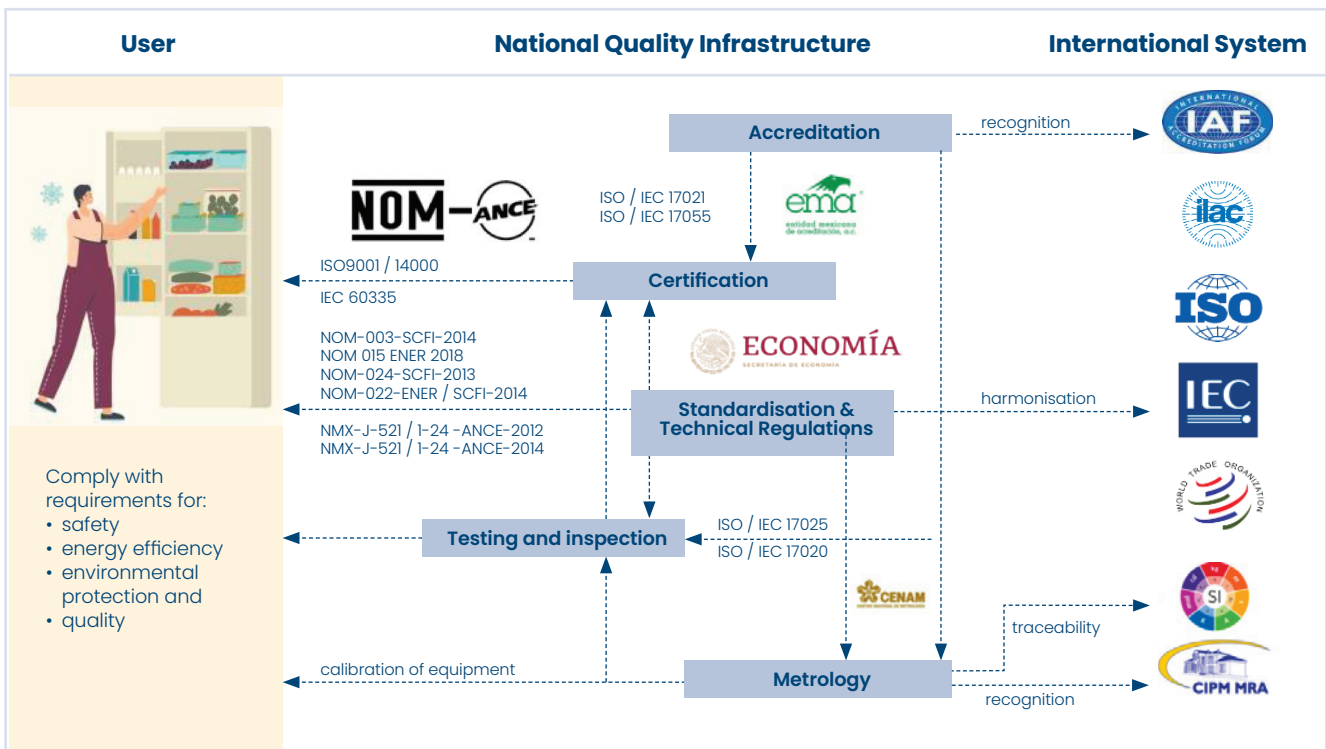 User
National Quality Infrastructure
International System
Accreditation
recognition
INTERNATIONAL
IAF
ACCREDITATION FORUM
NOM-ANCE
ISO / IEC 17021
ISO / IEC 17055
ema
entidad mexicana
de acreditación, a.c.
ilac
ISO9001 / 14000
IEC 60335
Certification
ISO
NOM-003-SCFI-2014
NOM 015 ENER 2018
NOM-024-SCFI-2013
NOM-022-ENER / SCFI-2014
ECONOMÍA
SECRETARÍA DE ECONOMÍA
Standardisation &
Technical Regulations
harmonisation
IEC
NMX-J-521 / 1-24 -ANCE-2012
NMX-J-521 / 1-24 -ANCE-2014
WORLD TRADE ORGANIZATION
Comply with
requirements for:
• safety
• energy efficiency
• environmental
protection and
• quality
Testing and inspection
ISO / IEC 17025
ISO / IEC 17020
CENAM
SI
traceability
calibration of equipment
Metrology
recognition
CIPM MRA